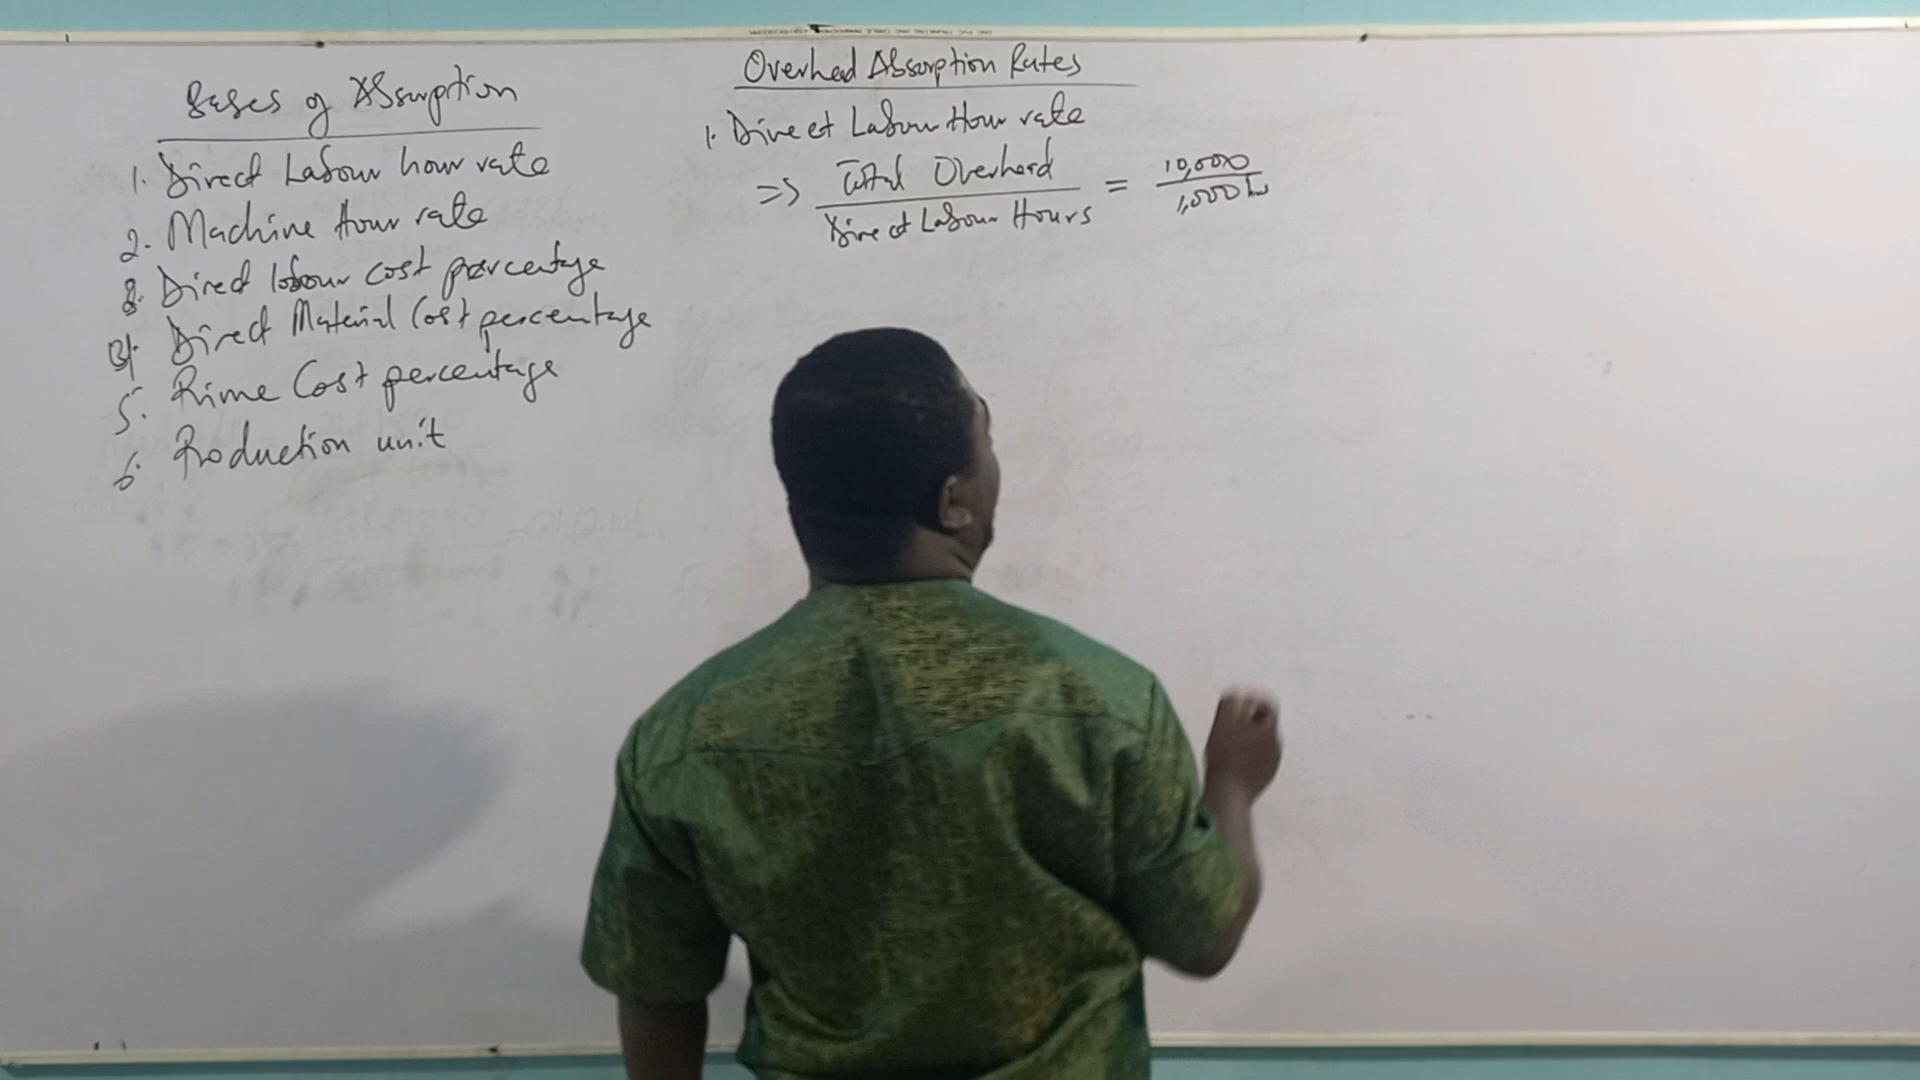 Bases of Absorption
1. Direct Labour hour rate
2. Machine Hour rate
3. Direct labour cost percentage
4. Direct Material Cost percentage
5. Prime Cost percentage
6. Production unit
Overhead Absorption Rates
1. Direct Labour Hour rate
=> Total Overhead / Direct Labour Hours = 10,000 / 1,000 hrs